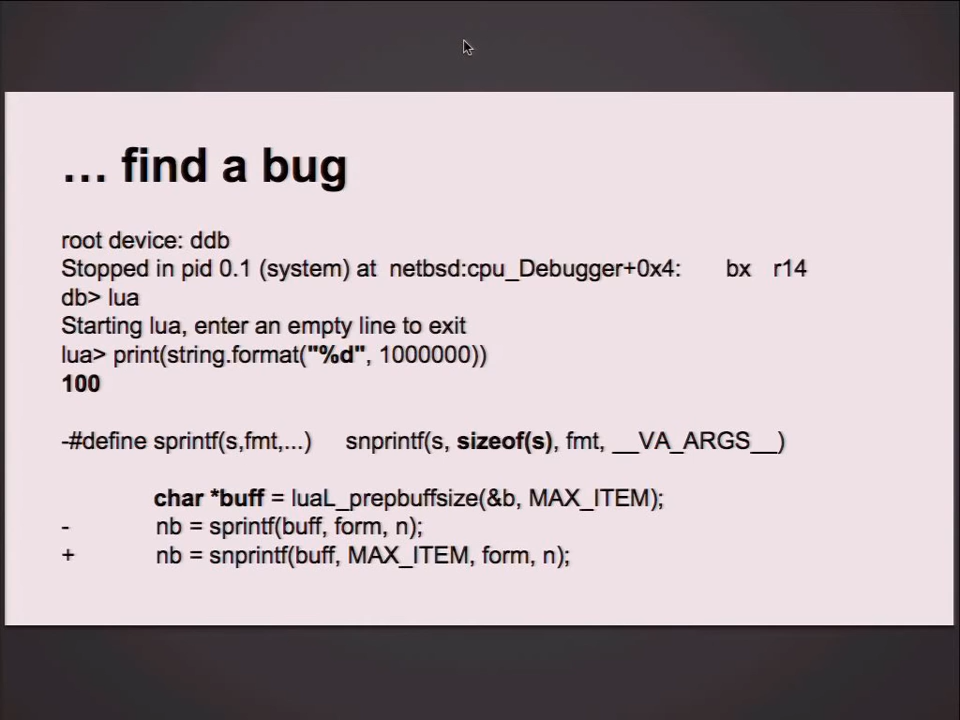 … find a bug
root device: ddb
Stopped in pid 0.1 (system) at netbsd:cpu_Debugger+0x4: bx r14
db> lua
Starting lua, enter an empty line to exit
lua> print(string.format("%d", 1000000))
100
-#define sprintf(s,fmt,...) snprintf(s, sizeof(s), fmt, __VA_ARGS__)
char *buff = luaL_prepbuffsize(&b, MAX_ITEM);
- nb = sprintf(buff, form, n);
+ nb = snprintf(buff, MAX_ITEM, form, n);